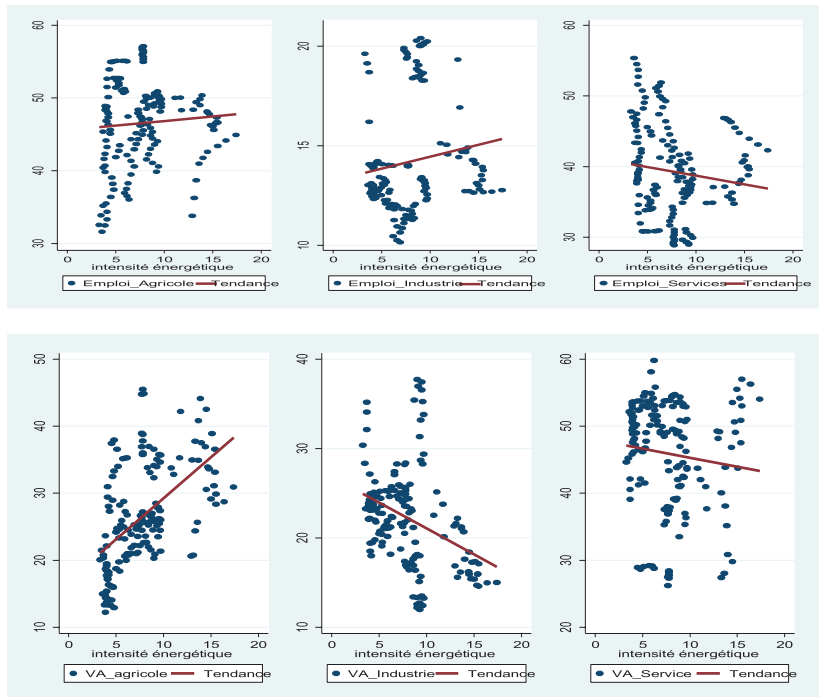 60
50
40
30
0 5 10 15 20
intensité énergétique
Emploi_Agricole Tendance
20
15
10
0 5 10 15 20
intensité énergétique
Emploi_Industrie Tendance
60
50
40
30
0 5 10 15 20
intensité énergétique
Emploi_Services Tendance
50
40
30
20
10
0 5 10 15 20
intensité énergétique
VA_agricole Tendance
40
30
20
10
0 5 10 15 20
intensité énergétique
VA_Industrie Tendance
60
50
40
30
20
0 5 10 15 20
intensité énergétique
VA_Service Tendance